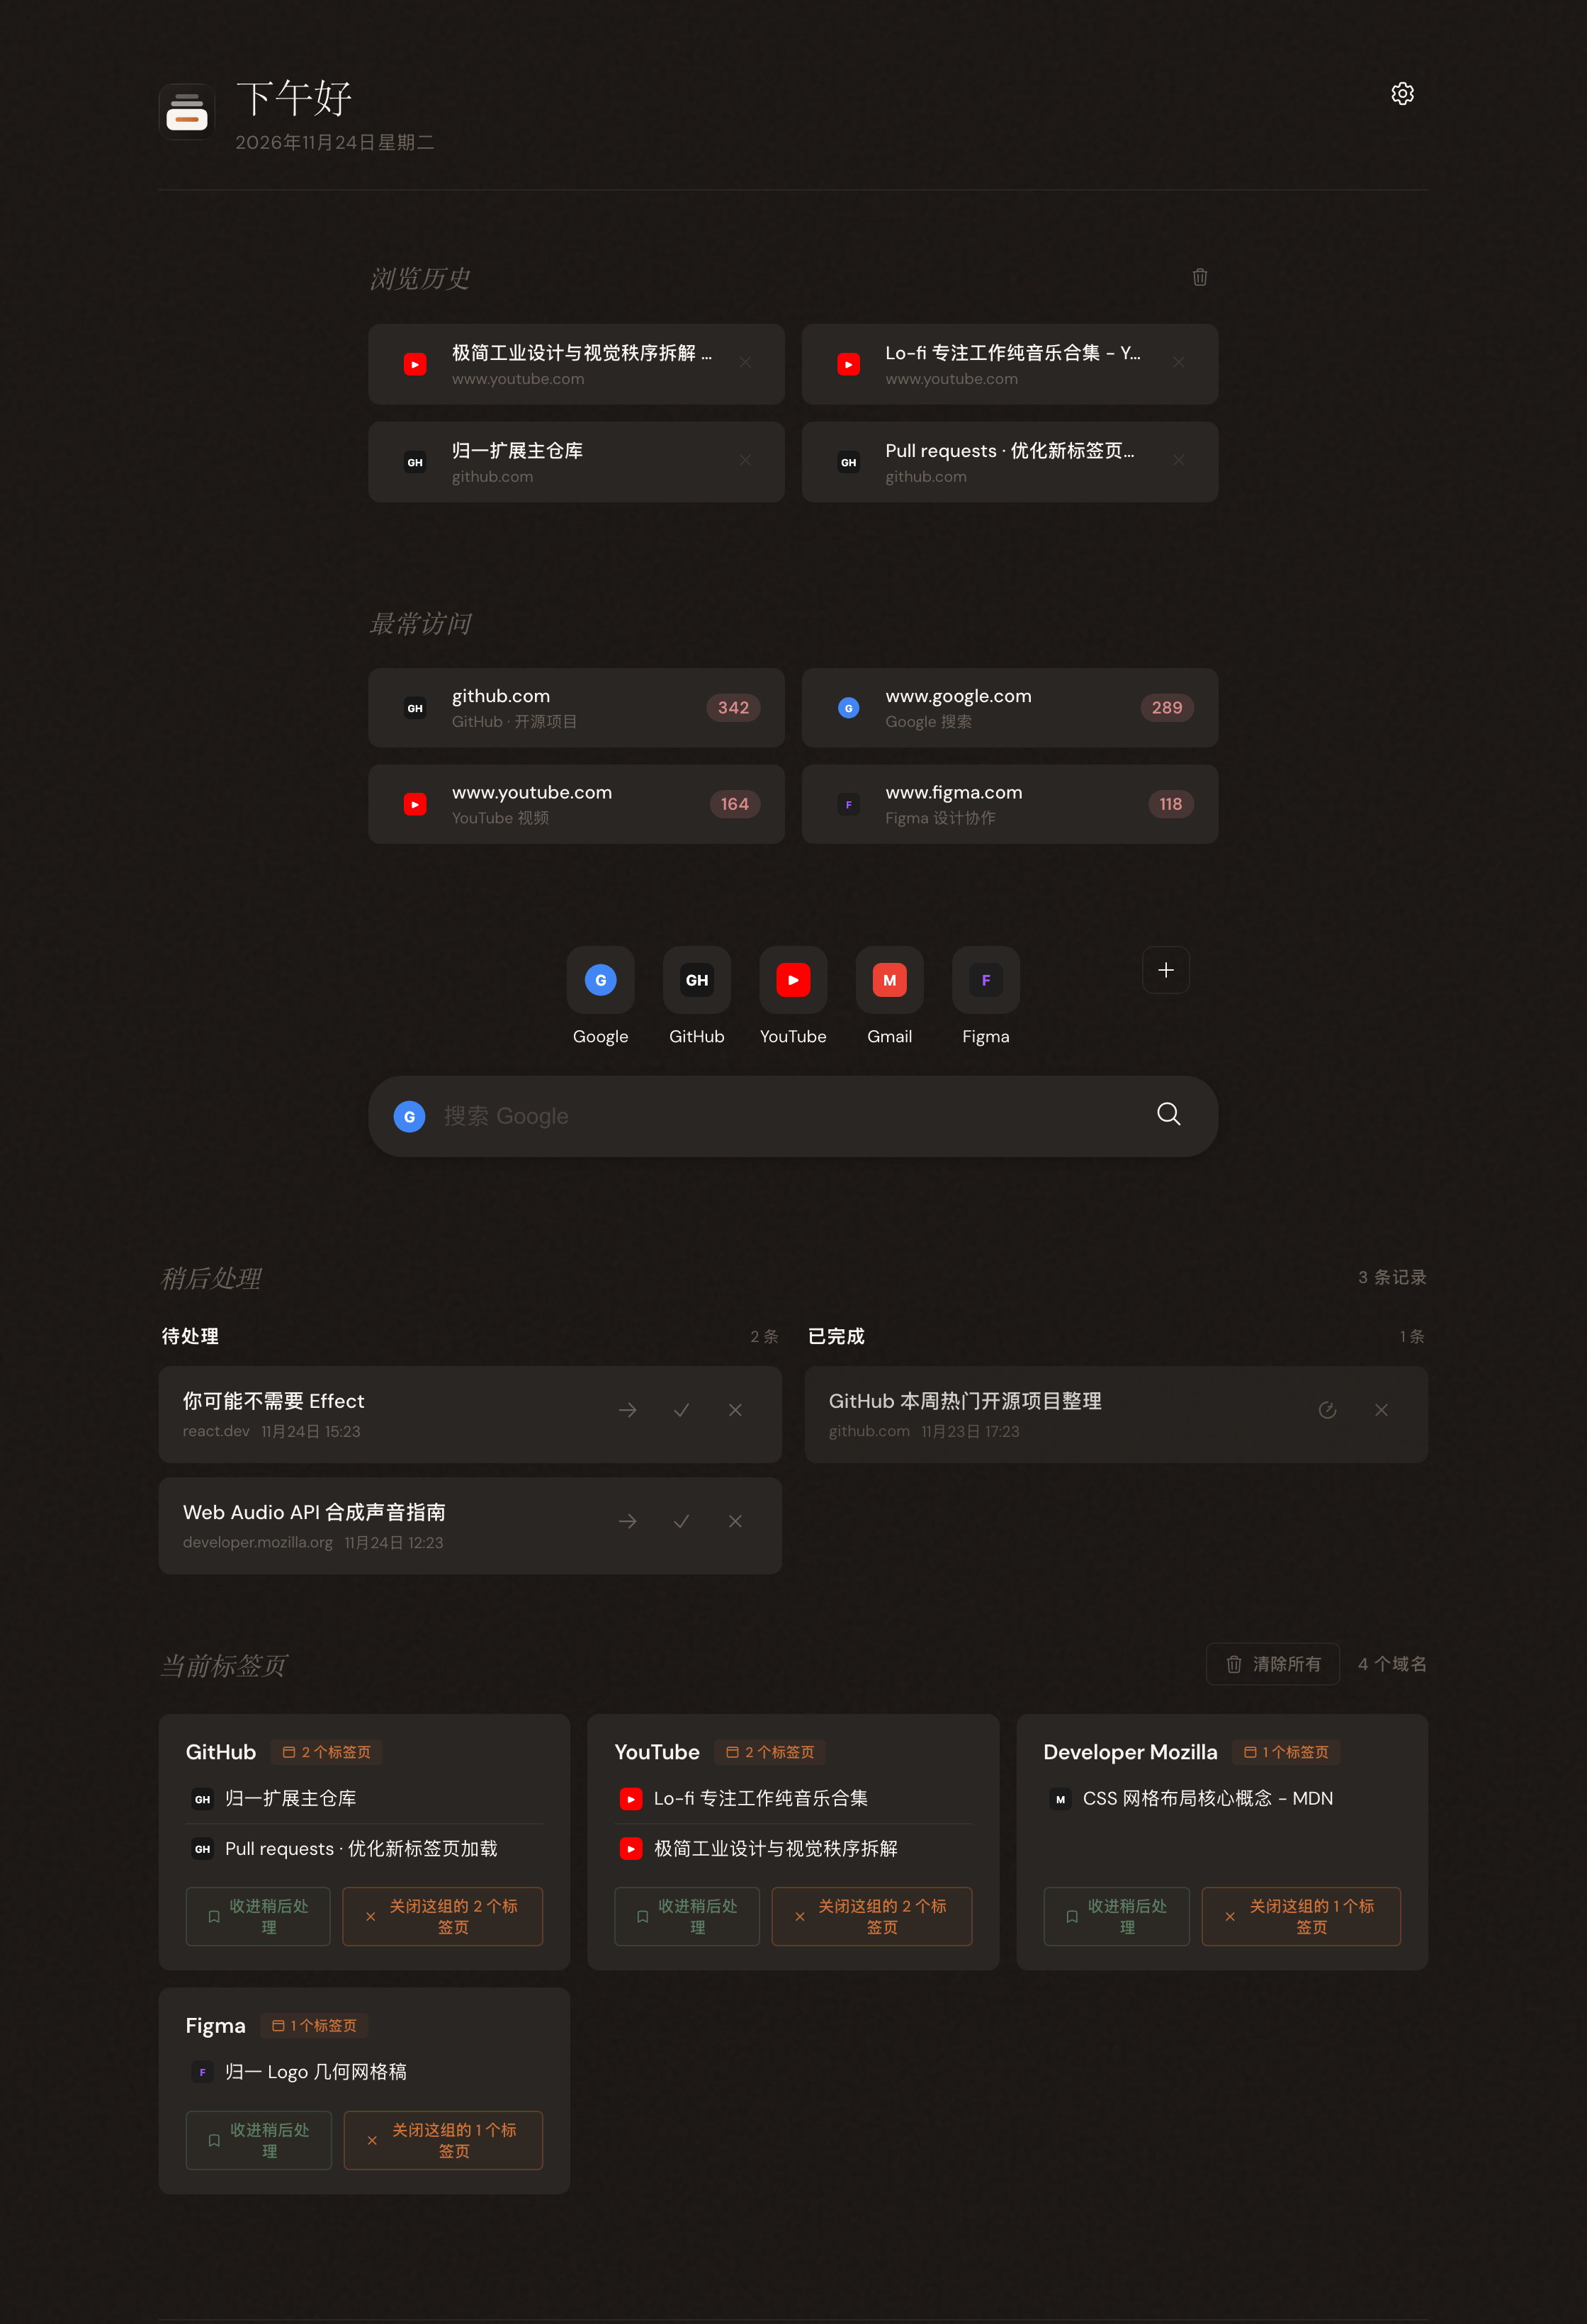 下午好
2026年11月24日星期二
浏览历史
极简工业设计与视觉秩序拆解 ...
www.youtube.com
Lo-fi 专注工作纯音乐合集 - Y...
www.youtube.com
GH
归一扩展主仓库
github.com
GH
Pull requests · 优化新标签页...
github.com
最常访问
GH
github.com
GitHub · 开源项目
342
G
www.google.com
Google 搜索
289
www.youtube.com
YouTube 视频
164
F
www.figma.com
Figma 设计协作
118
G
GH
M
F
Google
GitHub
YouTube
Gmail
Figma
G
搜索 Google
稍后处理
3 条记录
待处理
2 条
你可能不需要 Effect
react.dev 11月24日 15:23
Web Audio API 合成声音指南
developer.mozilla.org 11月24日 12:23
已完成
1 条
GitHub 本周热门开源项目整理
github.com 11月23日 17:23
当前标签页
清除所有
4 个域名
GitHub
2 个标签页
GH
归一扩展主仓库
GH
Pull requests · 优化新标签页加载
收进稍后处
理
关闭这组的 2 个标
签页
YouTube
2 个标签页
Lo-fi 专注工作纯音乐合集
极简工业设计与视觉秩序拆解
收进稍后处
理
关闭这组的 2 个标
签页
Developer Mozilla
1 个标签页
M
CSS 网格布局核心概念 - MDN
收进稍后处
理
关闭这组的 1 个标
签页
Figma
1 个标签页
F
归一 Logo 几何网格稿
收进稍后处
理
关闭这组的 1 个标
签页